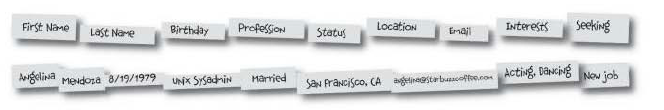 First Name Last Name Birthday Profession Status Location Email Interests Seeking
Angelina Mendoza 8/19/1979 UNIX Sysadmin Married San Francisco, CA angelina@starbuzzcoffee.com Acting, Dancing New job